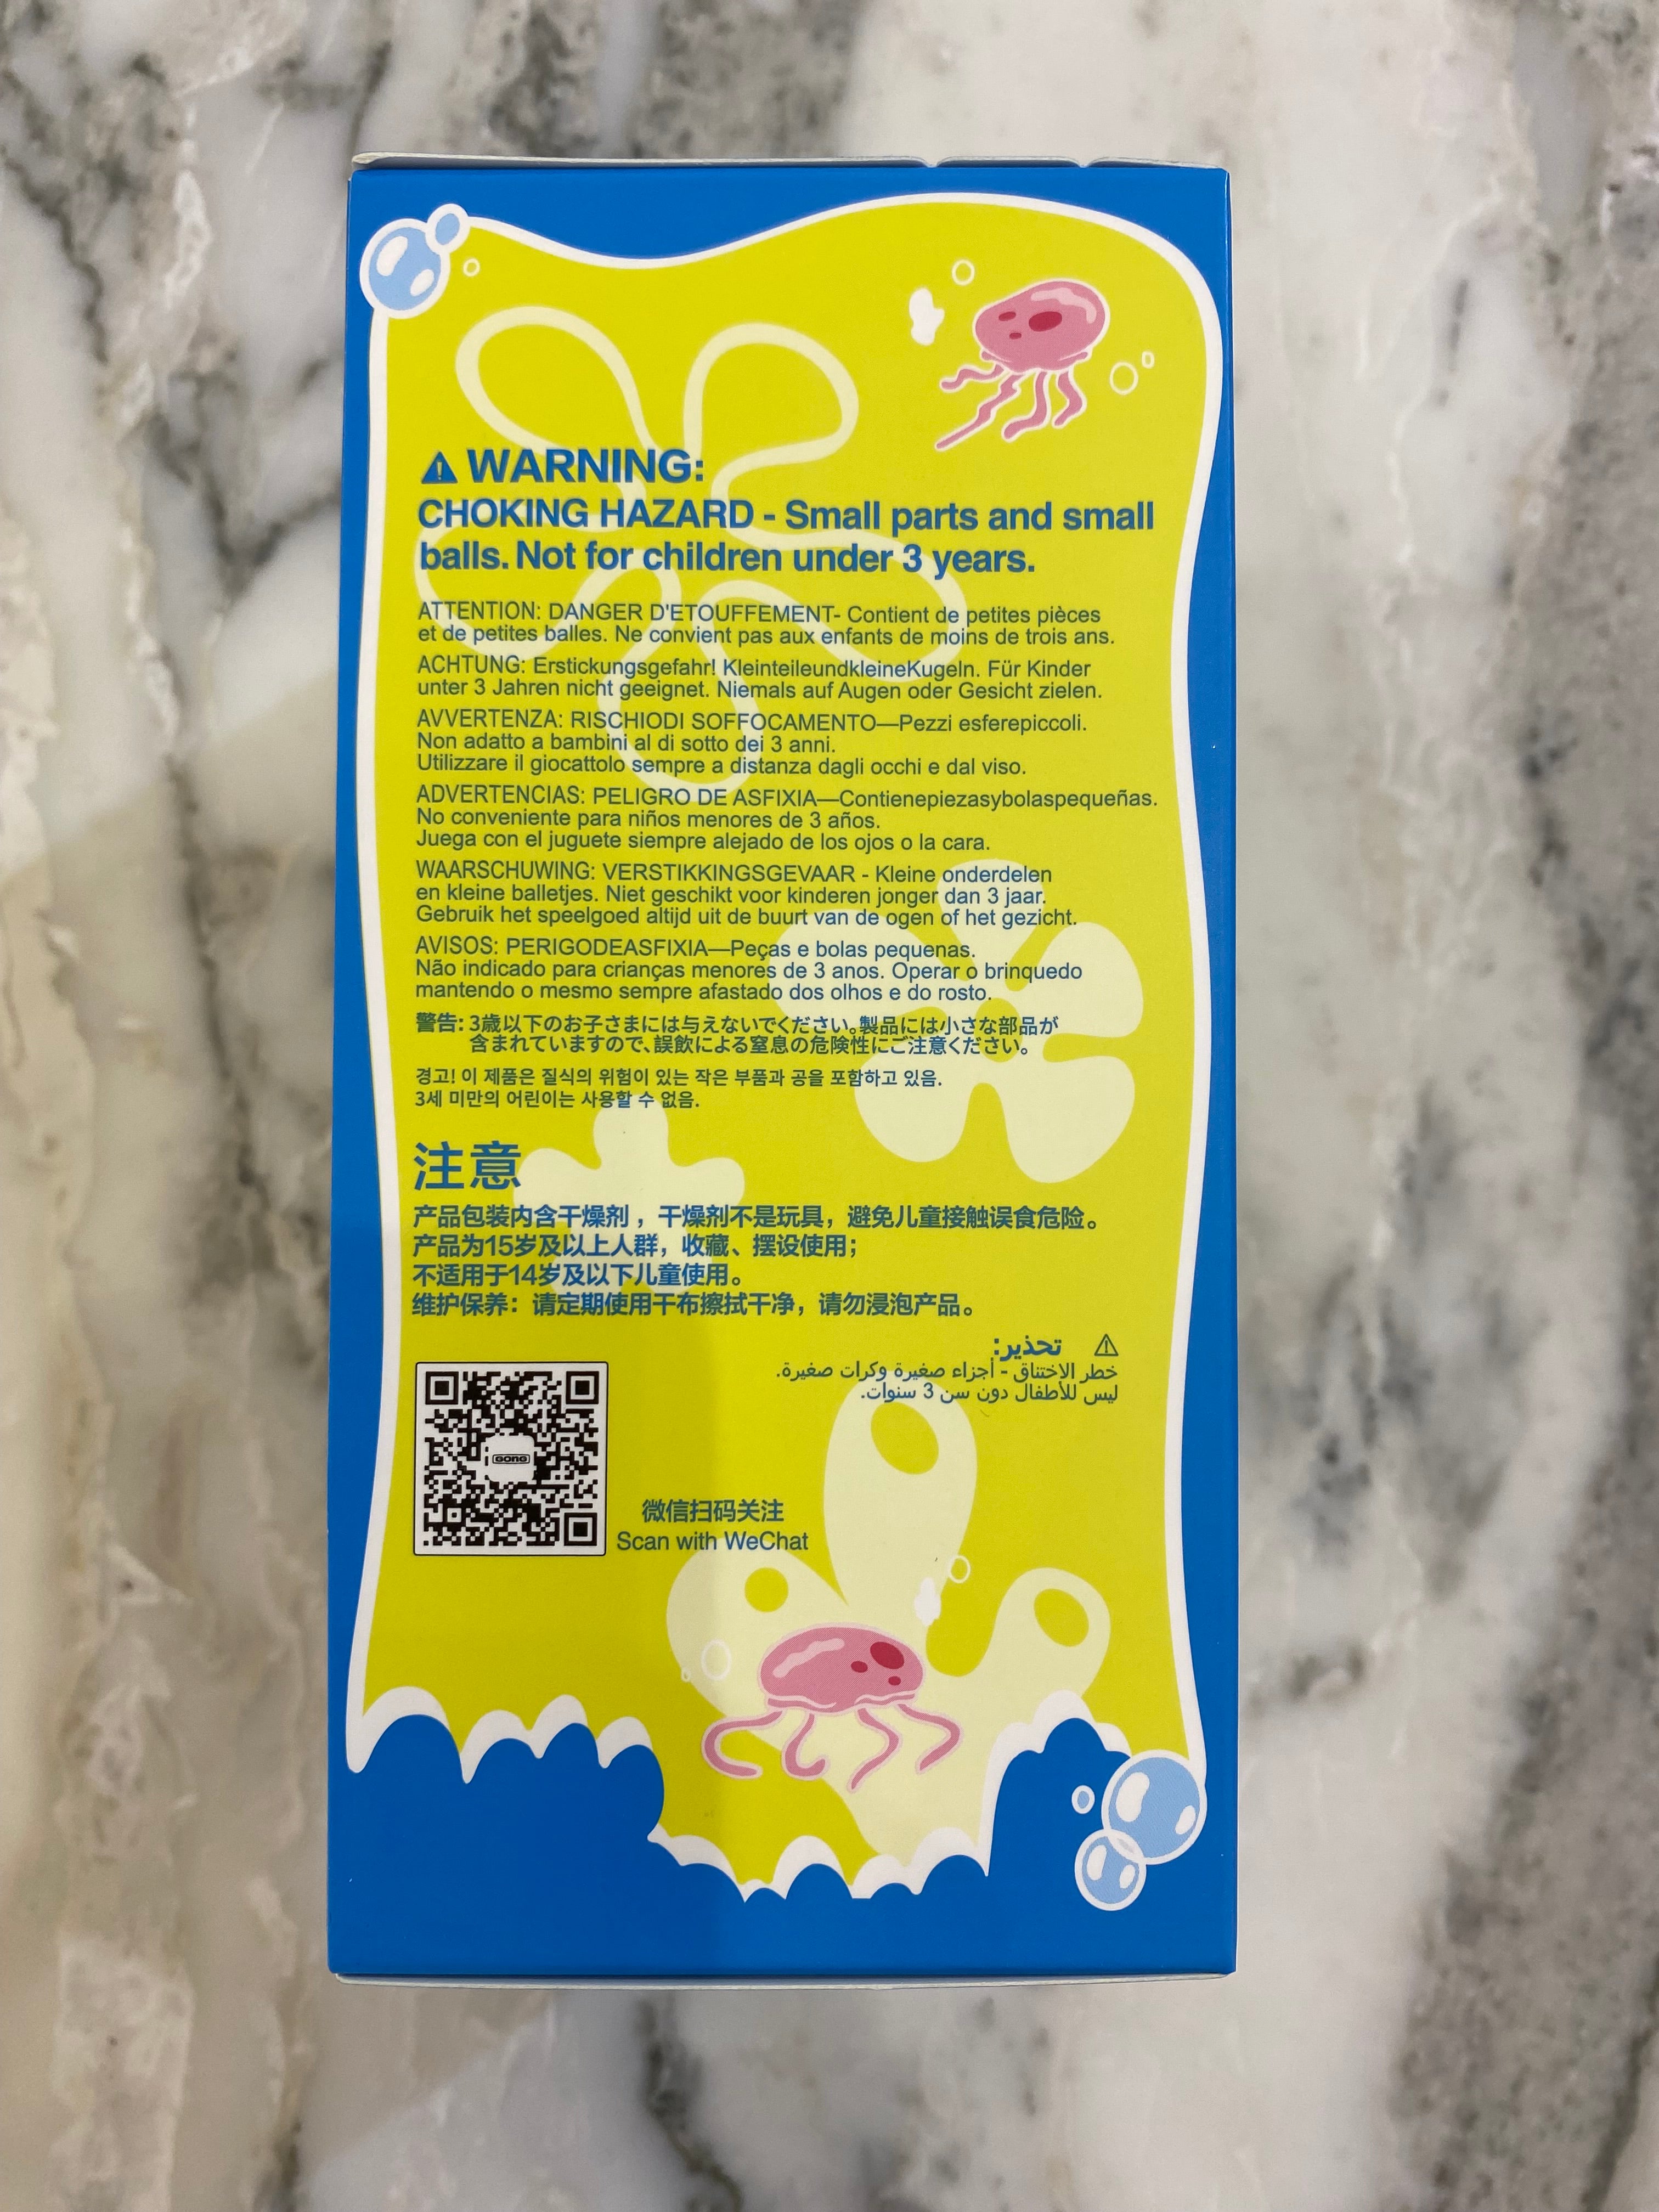 ⚠ WARNING:
CHOKING HAZARD - Small parts and small
balls. Not for children under 3 years.
ATTENTION: DANGER D'ETOUFFEMENT- Contient de petites pièces
et de petites balles. Ne convient pas aux enfants de moins de trois ans.
ACHTUNG: Erstickungsgefahr! KleinteileundkleineKugeln. Für Kinder
unter 3 Jahren nicht geeignet. Niemals auf Augen oder Gesicht zielen.
AVVERTENZA: RISCHIODI SOFFOCAMENTO—Pezzi esferepiccoli.
Non adatto a bambini al di sotto dei 3 anni.
Utilizzare il giocattolo sempre a distanza dagli occhi e dal viso.
ADVERTENCIAS: PELIGRO DE ASFIXIA—Contienepiezasybolaspequeñas.
No conveniente para niños menores de 3 años.
Juega con el juguete siempre alejado de los ojos o la cara.
WAARSCHUWING: VERSTIKKINGSGEVAAR - Kleine onderdelen
en kleine balletjes. Niet geschikt voor kinderen jonger dan 3 jaar.
Gebruik het speelgoed altijd uit de buurt van de ogen of het gezicht.
AVISOS: PERIGODEASFIXIA—Peças e bolas pequenas.
Não indicado para crianças menores de 3 anos. Operar o brinquedo
mantendo o mesmo sempre afastado dos olhos e do rosto.
警告: 3歳以下のお子さまには与えないでください。製品には小さな部品が
含まれていますので、誤飲による窒息の危険性にご注意ください。
경고! 이 제품은 질식의 위험이 있는 작은 부품과 공을 포함하고 있음.
3세 미만의 어린이는 사용할 수 없음.
注意
产品包装内含干燥剂，干燥剂不是玩具，避免儿童接触误食危险。
产品为15岁及以上人群，收藏、摆设使用；
不适用于14岁及以下儿童使用。
维护保养：请定期使用干布擦拭干净，请勿浸泡产品。
⚠ تحذير:
خطر الاختناق - أجزاء صغيرة وكرات صغيرة.
ليس للأطفال دون سن 3 سنوات.
GONG
微信扫码关注
Scan with WeChat